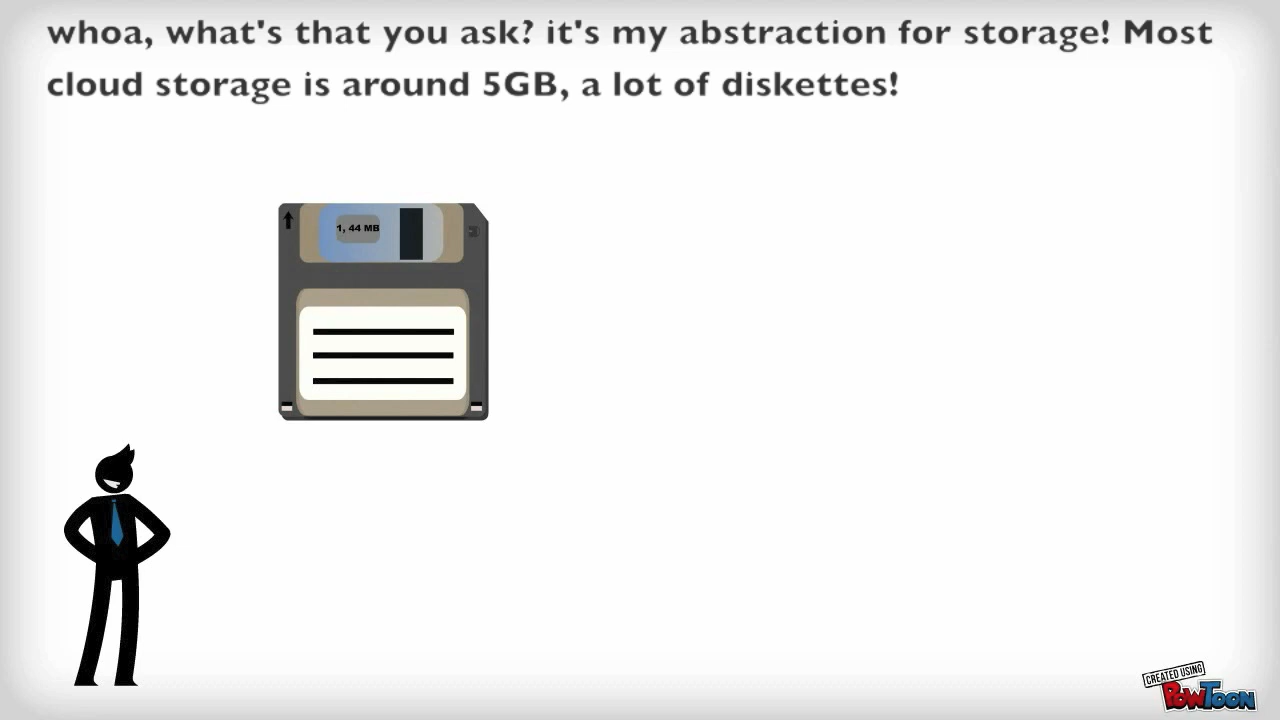 whoa, what's that you ask? it's my abstraction for storage! Most
cloud storage is around 5GB, a lot of diskettes!
1, 44 MB
CREATED USING
PowToon